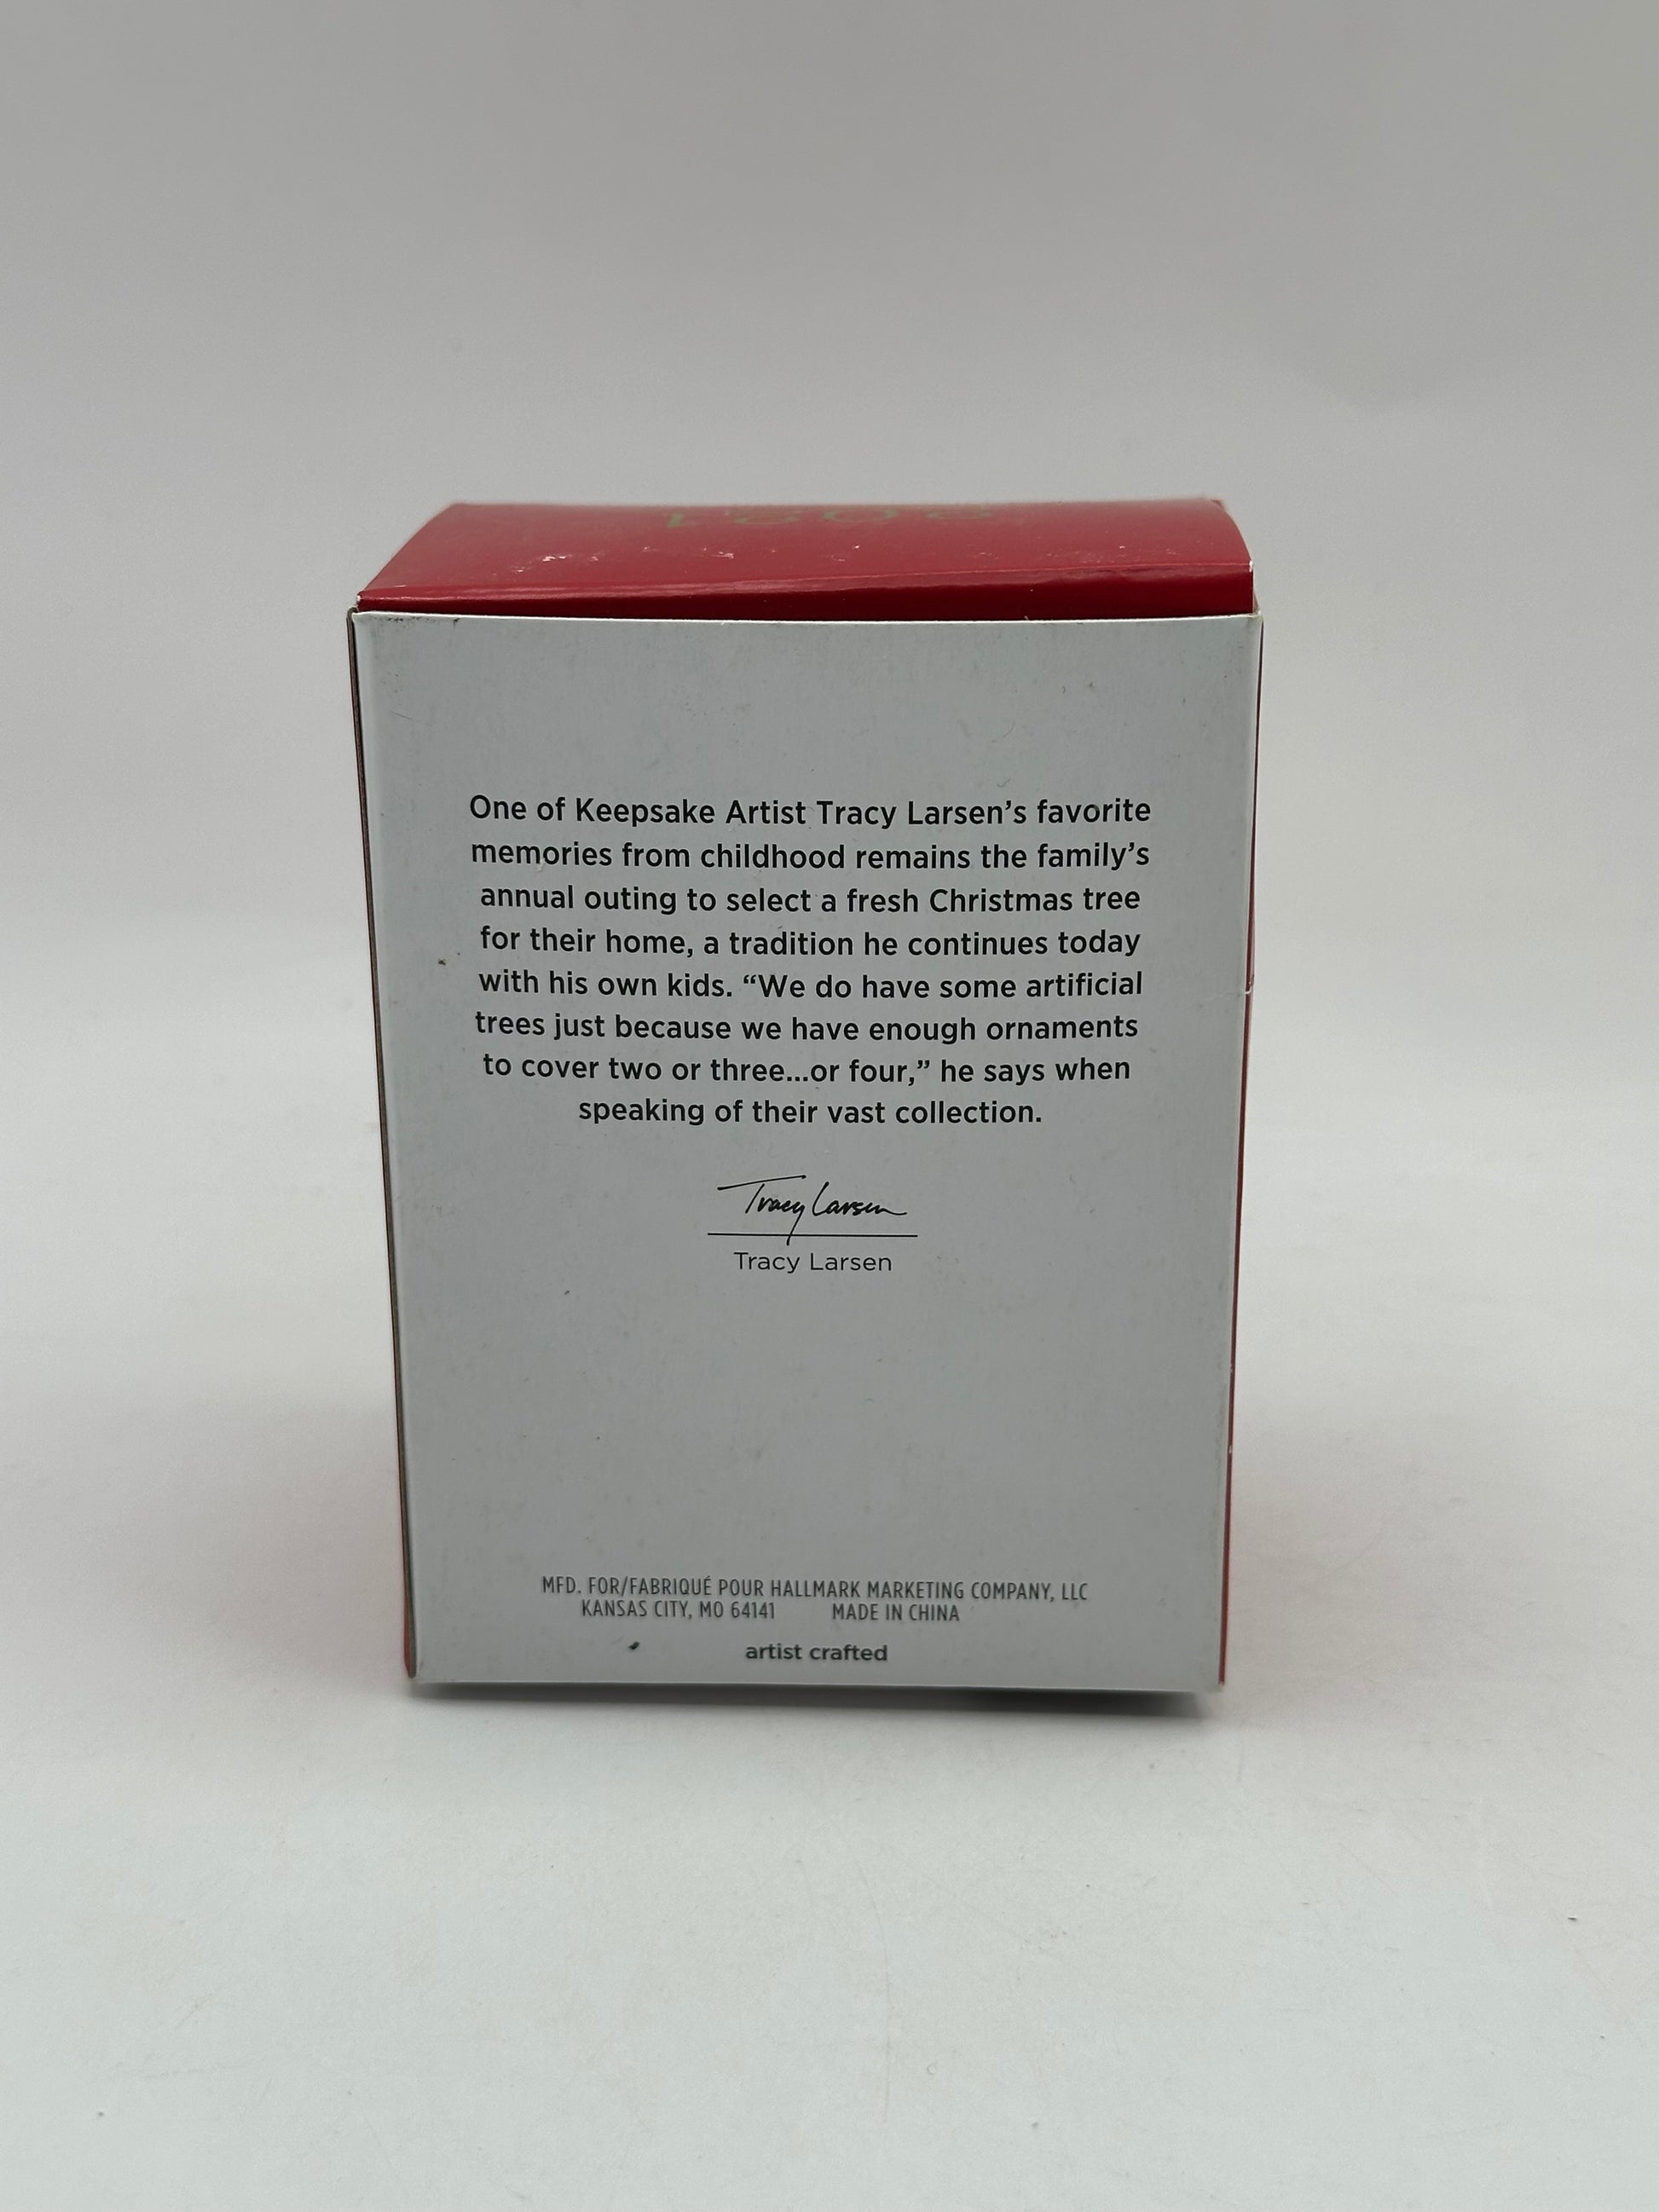 One of Keepsake Artist Tracy Larsen’s favorite
memories from childhood remains the family’s
annual outing to select a fresh Christmas tree
for their home, a tradition he continues today
with his own kids. “We do have some artificial
trees just because we have enough ornaments
to cover two or three...or four,” he says when
speaking of their vast collection.
Tracy Larsen
Tracy Larsen
MFD. FOR/FABRIQUÉ POUR HALLMARK MARKETING COMPANY, LLC
KANSAS CITY, MO 64141 MADE IN CHINA
artist crafted